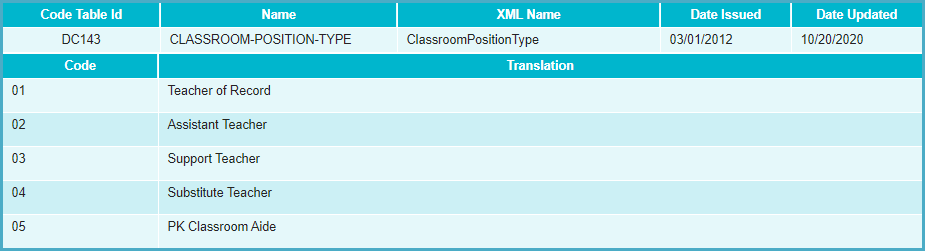 Code Table Id Name XML Name Date Issued Date Updated
DC143 CLASSROOM-POSITION-TYPE ClassroomPositionType 03/01/2012 10/20/2020
Code Translation
01 Teacher of Record
02 Assistant Teacher
03 Support Teacher
04 Substitute Teacher
05 PK Classroom Aide